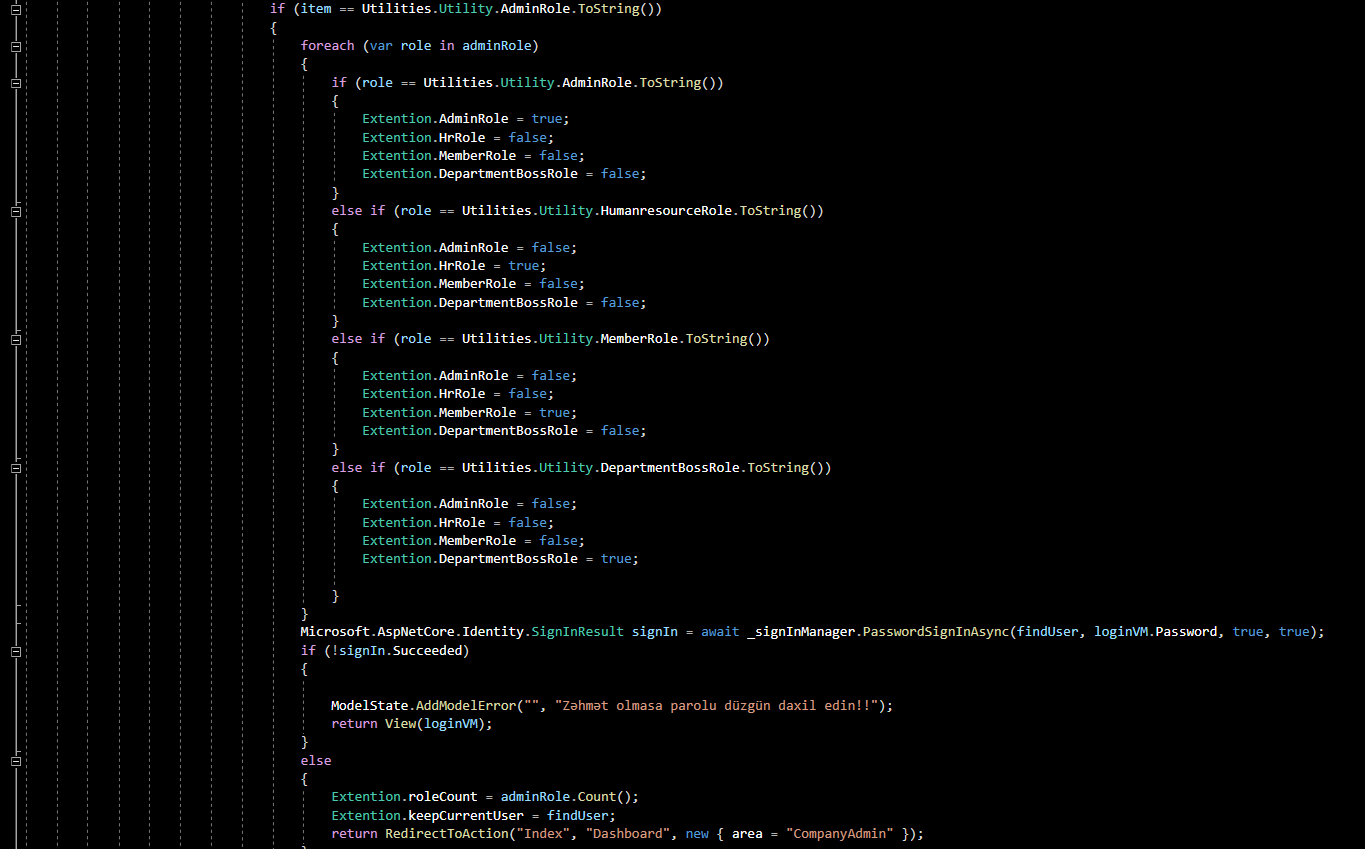 if (item == Utilities.Utility.AdminRole.ToString())
{
foreach (var role in adminRole)
{
if (role == Utilities.Utility.AdminRole.ToString())
{
Extention.AdminRole = true;
Extention.HrRole = false;
Extention.MemberRole = false;
Extention.DepartmentBossRole = false;
}
else if (role == Utilities.Utility.HumanresourceRole.ToString())
{
Extention.AdminRole = false;
Extention.HrRole = true;
Extention.MemberRole = false;
Extention.DepartmentBossRole = false;
}
else if (role == Utilities.Utility.MemberRole.ToString())
{
Extention.AdminRole = false;
Extention.HrRole = false;
Extention.MemberRole = true;
Extention.DepartmentBossRole = false;
}
else if (role == Utilities.Utility.DepartmentBossRole.ToString())
{
Extention.AdminRole = false;
Extention.HrRole = false;
Extention.MemberRole = false;
Extention.DepartmentBossRole = true;
}
}
Microsoft.AspNetCore.Identity.SignInResult signIn = await _signInManager.PasswordSignInAsync(findUser, loginVM.Password, true, true);
if (!signIn.Succeeded)
{
ModelState.AddModelError("", "Zəhmət olmasa parolu düzgün daxil edin!!");
return View(loginVM);
}
else
{
Extention.roleCount = adminRole.Count();
Extention.keepCurrentUser = findUser;
return RedirectToAction("Index", "Dashboard", new { area = "CompanyAdmin" });